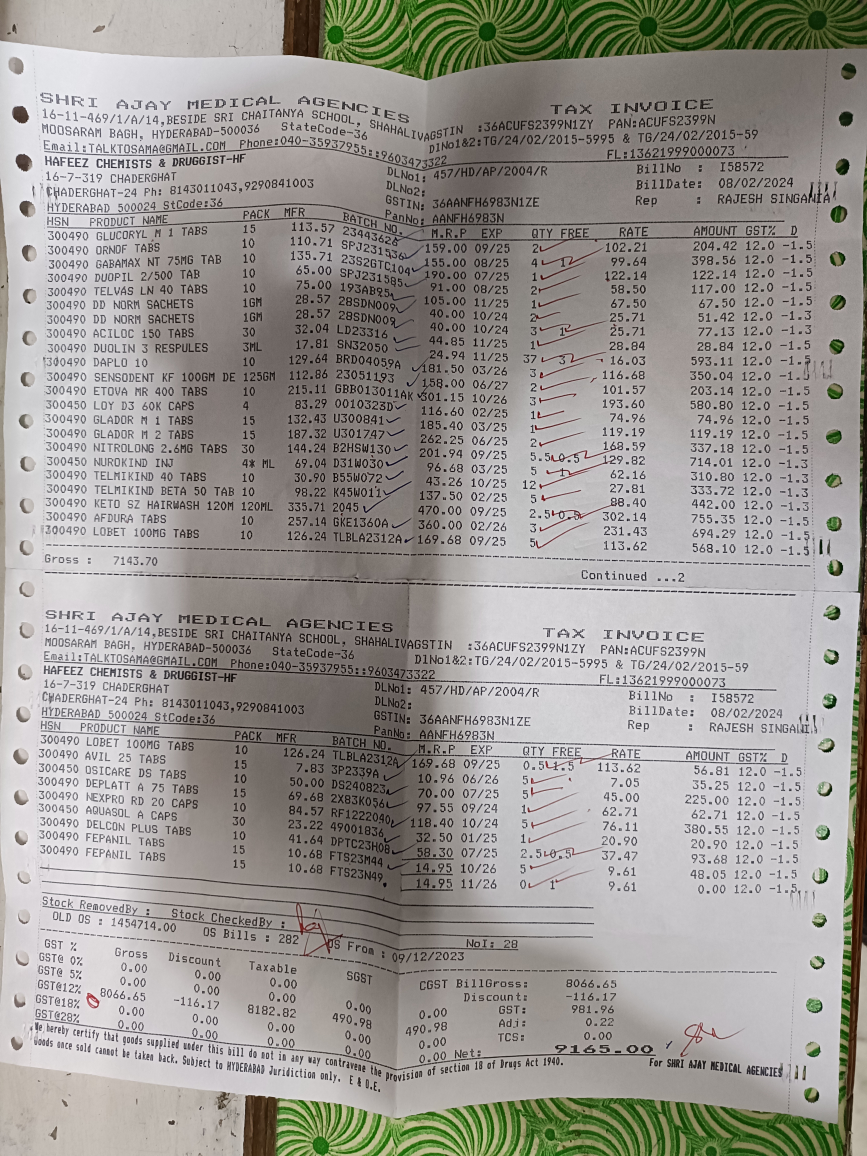 SHRI AJAY MEDICAL AGENCIES TAX INVOICE
16-11-469/1/A/14,BESIDE SRI CHAITANYA SCHOOL, SHAHALIVAGSTIN :36ACUFS2399N1ZY PAN:ACUFS2399N
MOOSARAM BAGH, HYDERABAD-500036 StateCode-36 DlNo1&2:TG/24/02/2015-5995 & TG/24/02/2015-59
Email:TALKTOSAMA@GMAIL.COM Phone:040-35937955::9603473322 FL:13621999000073
HAFEEZ CHEMISTS & DRUGGIST-HF DLNo1: 457/HD/AP/2004/R BillNo : I58572
16-7-319 CHADERGHAT DLNo2: BillDate: 08/02/2024
CHADERGHAT-24 Ph: 8143011043,9290841003 GSTIN: 36AANFH6983N1ZE Rep : RAJESH SINGANIA
HYDERABAD 500024 StCode:36 PanNo: AANFH6983N
HSN PRODUCT NAME PACK MFR BATCH NO. M.R.P EXP QTY FREE RATE AMOUNT GST% D
300490 GLUCORYL M 1 TABS 15 113.57 23443626 159.00 09/25 2 102.21 204.42 12.0 -1.5
300490 ORNOF TABS 10 110.71 SPJ231536 155.00 08/25 4 1 99.64 398.56 12.0 -1.5
300490 GABAMAX NT 75MG TAB 10 135.71 23S2GTC104 190.00 07/25 1 122.14 122.14 12.0 -1.5
300490 DUOPIL 2/500 TAB 10 65.00 SPJ231585 91.00 08/25 2 58.50 117.00 12.0 -1.5
300490 TELVAS LN 40 TABS 10 75.00 193AB25 105.00 11/25 1 67.50 67.50 12.0 -1.5
300490 DD NORM SACHETS 1GM 28.57 28SDN009 40.00 10/24 2 25.71 51.42 12.0 -1.3
300490 DD NORM SACHETS 1GM 28.57 28SDN009 40.00 10/24 3 1 25.71 77.13 12.0 -1.3
300490 ACILOC 150 TABS 30 32.04 LD23316 44.85 11/25 1 28.84 28.84 12.0 -1.5
300490 DUOLIN 3 RESPULES 3ML 17.81 SN32050 24.94 11/25 37 3 16.03 593.11 12.0 -1.5
300490 DAPLO 10 10 129.64 BRD04059A 181.50 03/26 3 116.68 350.04 12.0 -1.5
300490 SENSODENT KF 100GM DE 125GM 112.86 23051193 158.00 06/27 2 101.57 203.14 12.0 -1.5
300490 ETOVA MR 400 TABS 10 215.11 GBB013011AK 301.15 10/26 3 193.60 580.80 12.0 -1.5
300450 LOY D3 60K CAPS 4 83.29 0010323D 116.60 02/25 1 74.96 74.96 12.0 -1.5
300490 GLADOR M 1 TABS 15 132.43 U300841 185.40 03/25 1 119.19 119.19 12.0 -1.5
300490 GLADOR M 2 TABS 15 187.32 U301747 262.25 06/25 2 168.59 337.18 12.0 -1.5
300490 NITROLONG 2.6MG TABS 30 144.24 B2HSW130 201.94 09/25 5.5 0.5 129.82 714.01 12.0 -1.3
300450 NUROKIND INJ 4* ML 69.04 D31W030 96.68 03/25 5 1 62.16 310.80 12.0 -1.3
300490 TELMIKIND 40 TABS 10 30.90 B55W072 43.26 10/25 12 27.81 333.72 12.0 -1.5
300490 TELMIKIND BETA 50 TAB 10 98.22 K45W011 137.50 02/25 5 88.40 442.00 12.0 -1.3
300490 KETO SZ HAIRWASH 120M 120ML 335.71 2045 470.00 09/25 2.5 0.5 302.14 755.35 12.0 -1.5
300490 AFDURA TABS 10 257.14 GKE1360A 360.00 02/26 3 231.43 694.29 12.0 -1.5
300490 LOBET 100MG TABS 10 126.24 TLBLA2312A 169.68 09/25 5 113.62 568.10 12.0 -1.5
Gross : 7143.70 Continued ...2
SHRI AJAY MEDICAL AGENCIES TAX INVOICE
16-11-469/1/A/14,BESIDE SRI CHAITANYA SCHOOL, SHAHALIVAGSTIN :36ACUFS2399N1ZY PAN:ACUFS2399N
MOOSARAM BAGH, HYDERABAD-500036 StateCode-36 DlNo1&2:TG/24/02/2015-5995 & TG/24/02/2015-59
Email:TALKTOSAMA@GMAIL.COM Phone:040-35937955::9603473322 FL:13621999000073
HAFEEZ CHEMISTS & DRUGGIST-HF DLNo1: 457/HD/AP/2004/R BillNo : I58572
16-7-319 CHADERGHAT DLNo2: BillDate: 08/02/2024
CHADERGHAT-24 Ph: 8143011043,9290841003 GSTIN: 36AANFH6983N1ZE Rep : RAJESH SINGANIA
HYDERABAD 500024 StCode:36 PanNo: AANFH6983N
HSN PRODUCT NAME PACK MFR BATCH NO. M.R.P EXP QTY FREE RATE AMOUNT GST% D
300490 LOBET 100MG TABS 10 126.24 TLBLA2312A 169.68 09/25 0.5 1.5 113.62 56.81 12.0 -1.5
300490 AVIL 25 TABS 15 7.83 3P2339A 10.96 06/26 5 7.05 35.25 12.0 -1.5
300450 OSICARE DS TABS 10 50.00 DS240823 70.00 07/25 5 45.00 225.00 12.0 -1.5
300490 DEPLATT A 75 TABS 15 69.68 2X83K056 97.55 09/24 1 62.71 62.71 12.0 -1.5
300490 NEXPRO RD 20 CAPS 10 84.57 RF1222040 118.40 10/24 5 76.11 380.55 12.0 -1.5
300450 AQUASOL A CAPS 30 23.22 49001836 32.50 01/25 1 20.90 20.90 12.0 -1.5
300490 DELCON PLUS TABS 10 41.64 DPTC23H08 58.30 07/25 2.5 0.5 37.47 93.68 12.0 -1.5
300490 FEPANIL TABS 15 10.68 FTS23M44 14.95 10/26 5 9.61 48.05 12.0 -1.5
300490 FEPANIL TABS 15 10.68 FTS23N49 14.95 11/26 0 1 9.61 0.00 12.0 -1.5
Stock RemovedBy : Stock CheckedBy :
OLD OS : 1454714.00 OS Bills : 282 OS From : 09/12/2023 NoI: 28
GST % Gross Discount Taxable SGST CGST BillGross: 8066.65
GST@ 0% 0.00 0.00 0.00 0.00 0.00 Discount: -116.17
GST@ 5% 0.00 0.00 0.00 0.00 0.00 GST: 981.96
GST@12% 8066.65 -116.17 8182.82 490.98 490.98 Adj: 0.22
GST@18% 0.00 0.00 0.00 0.00 0.00 TCS: 0.00
GST@28% 0.00 0.00 0.00 0.00 0.00 Net: 9165.00
We hereby certify that goods supplied under this bill do not in any way contravene the provision of section 18 of Drugs Act 1940.
Goods once sold cannot be taken back. Subject to HYDERABAD Juridiction only. E & O.E. For SHRI AJAY MEDICAL AGENCIES